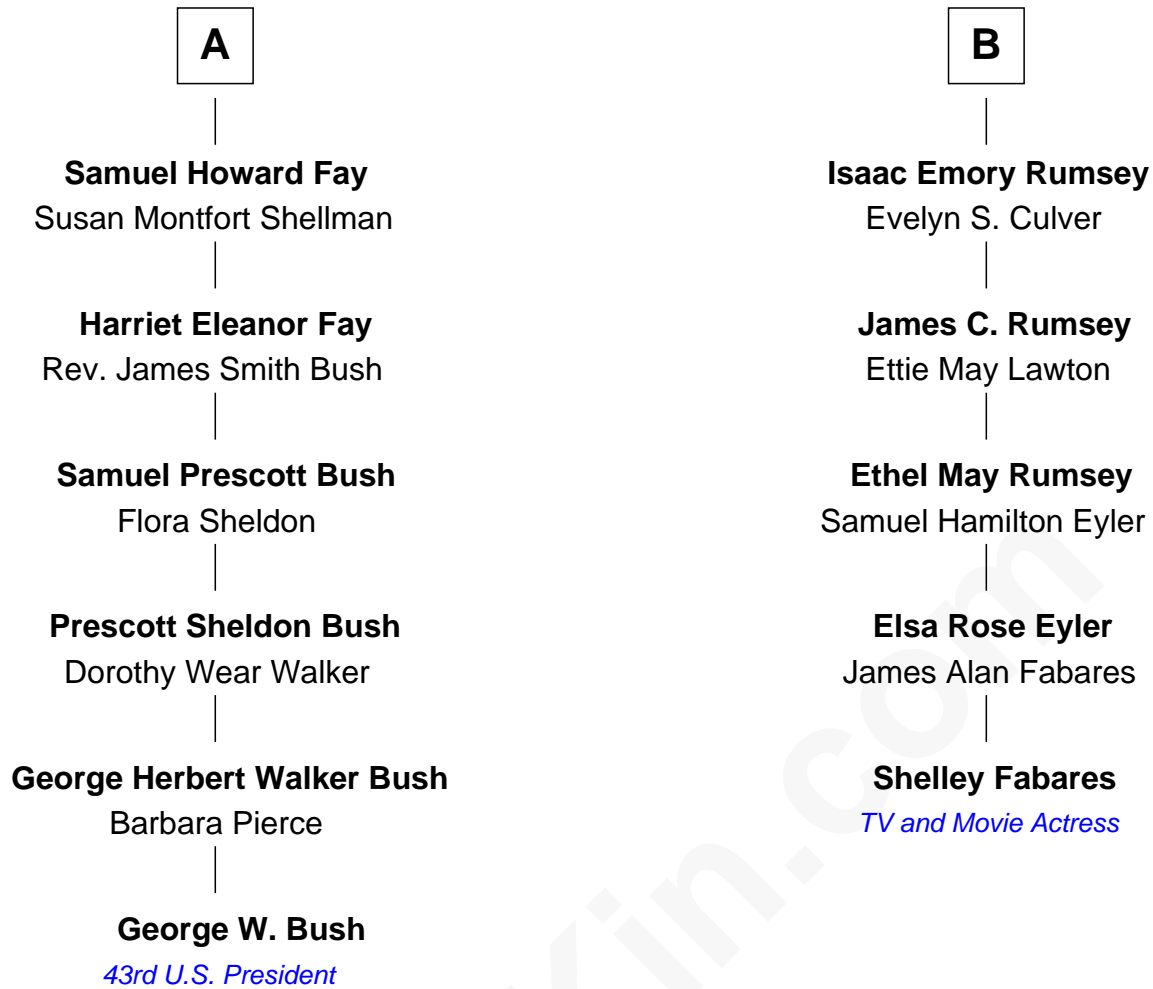 A
Samuel Howard Fay
Susan Montfort Shellman
Harriet Eleanor Fay
Rev. James Smith Bush
Samuel Prescott Bush
Flora Sheldon
Prescott Sheldon Bush
Dorothy Wear Walker
George Herbert Walker Bush
Barbara Pierce
George W. Bush
43rd U.S. President
B
Isaac Emory Rumsey
Evelyn S. Culver
James C. Rumsey
Ettie May Lawton
Ethel May Rumsey
Samuel Hamilton Eyler
Elsa Rose Eyler
James Alan Fabares
Shelley Fabares
TV and Movie Actress
Kin.com